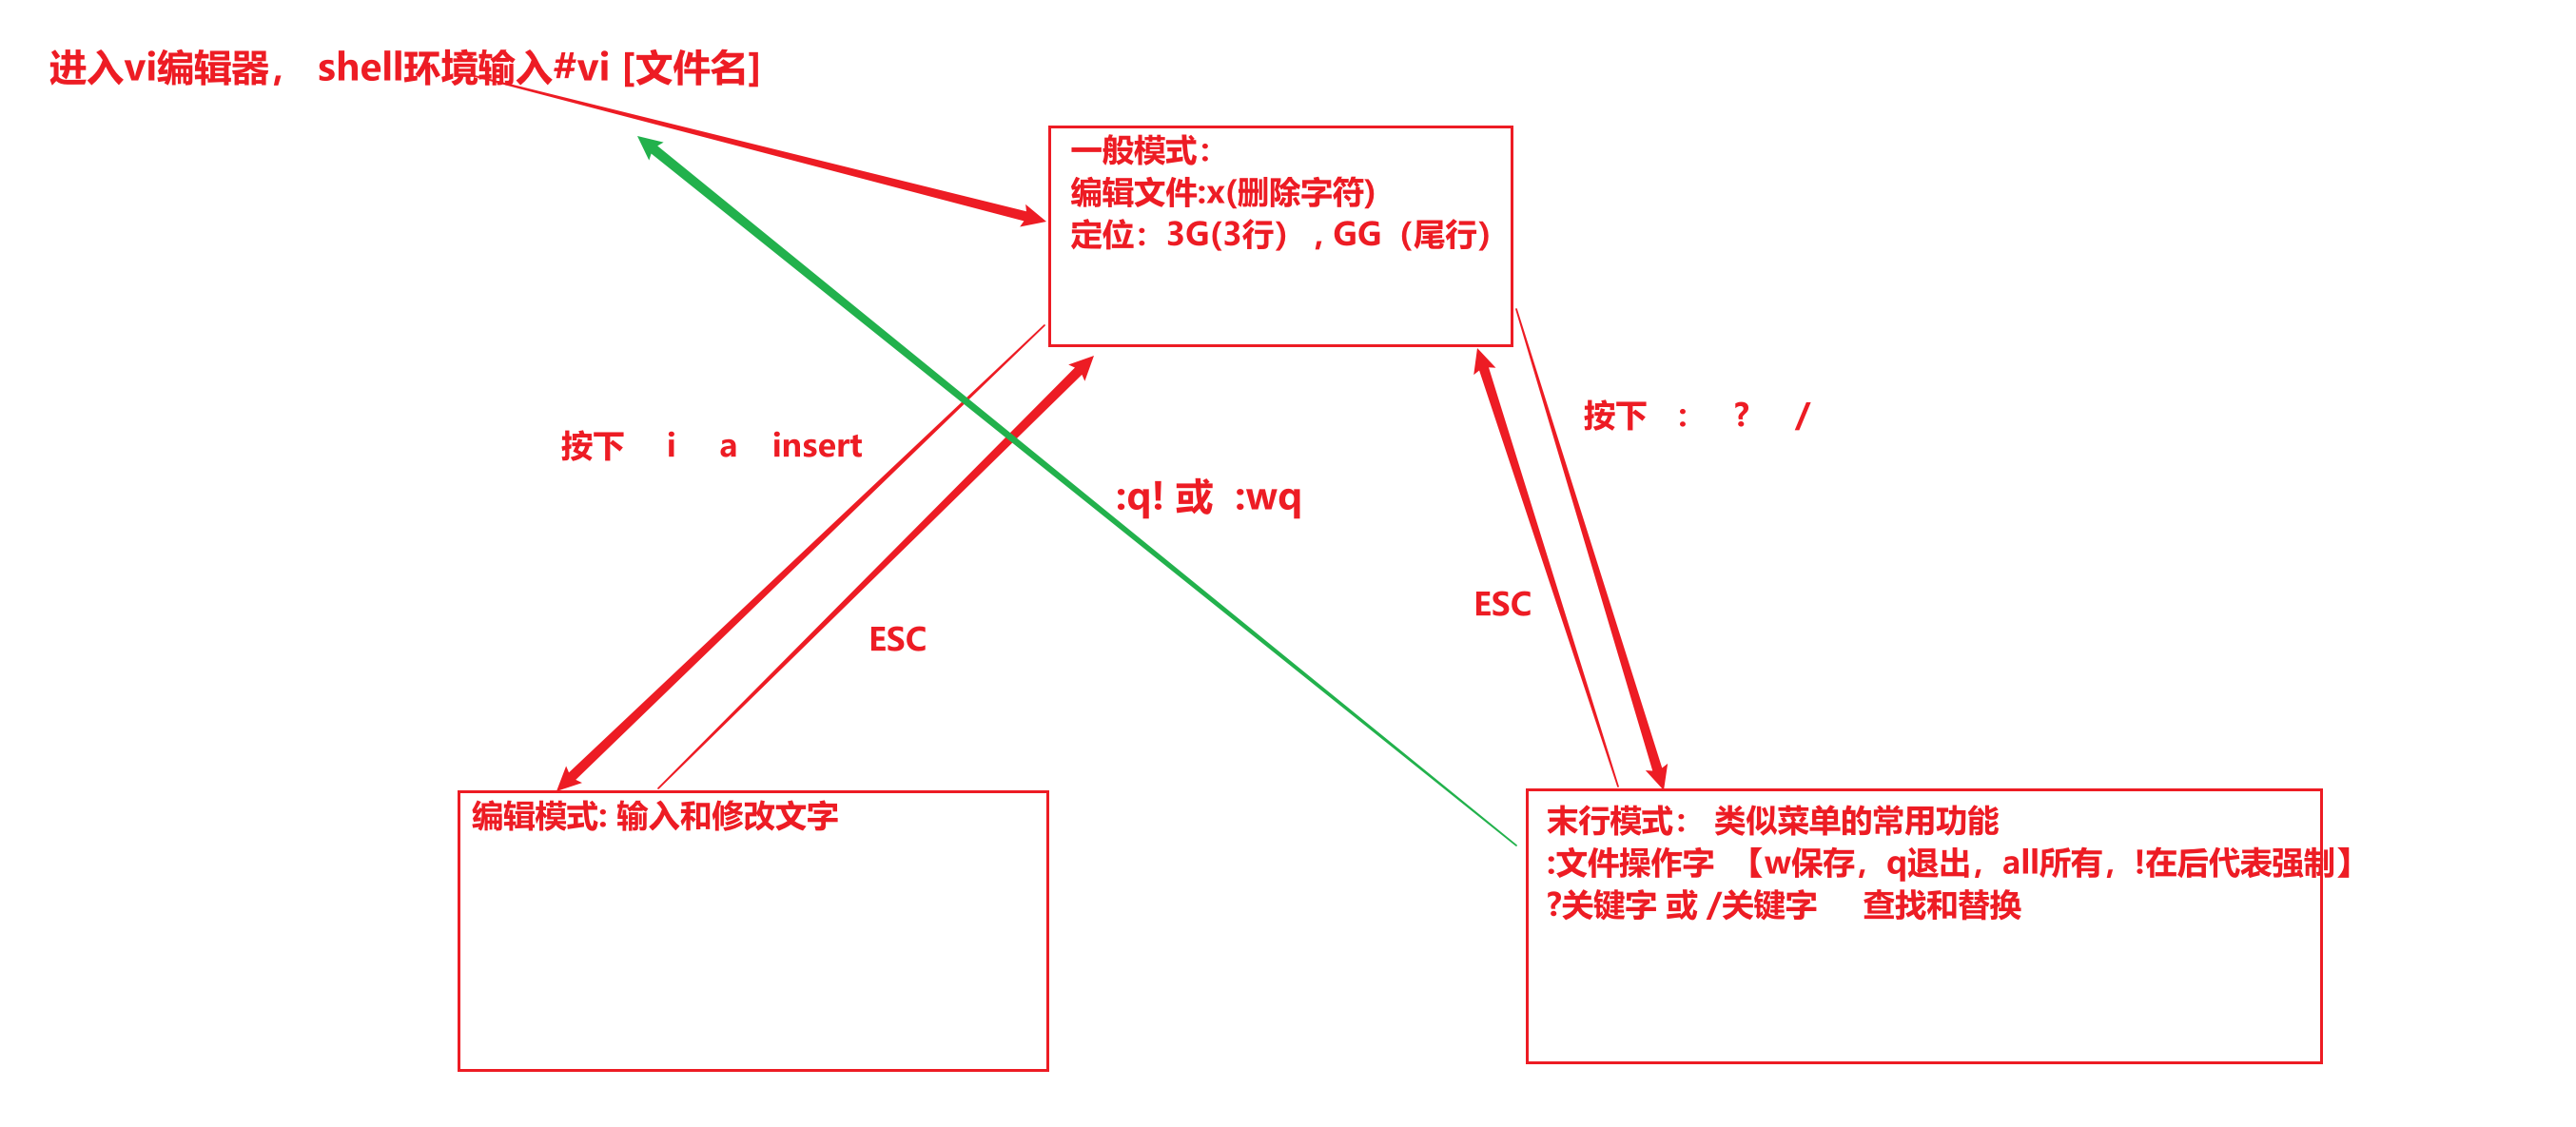 进入vi编辑器， shell环境输入#vi [文件名]
一般模式：
编辑文件:x(删除字符)
定位：3G(3行） , GG（尾行）
按下 : ? /
按下 i a insert
:q! 或 :wq
ESC
ESC
编辑模式: 输入和修改文字
末行模式： 类似菜单的常用功能
:文件操作字 【w保存，q退出，all所有，!在后代表强制】
?关键字 或 /关键字 查找和替换